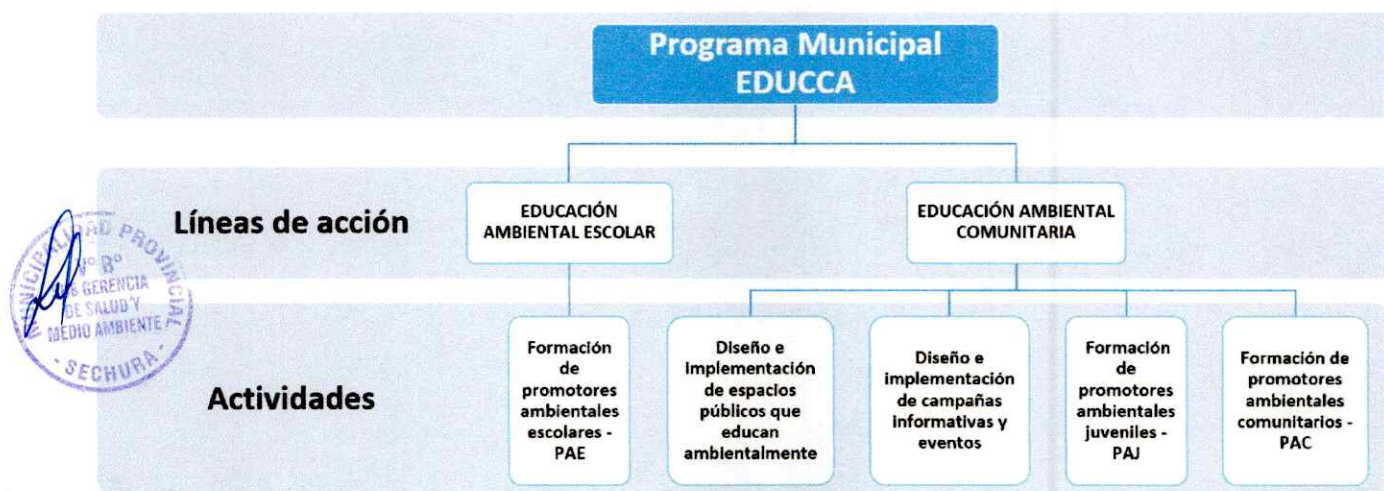 Programa Municipal
EDUCCA
Líneas de acción
EDUCACIÓN
AMBIENTAL ESCOLAR
EDUCACIÓN AMBIENTAL
COMUNITARIA
MUNICIPALIDAD PROVINCIAL
Vº Bº
GERENCIA
DE SALUD Y
MEDIO AMBIENTE
- SECHURA -
Actividades
Formación
de
promotores
ambientales
escolares -
PAE
Diseño e
implementación
de espacios
públicos que
educan
ambientalmente
Diseño e
implementación
de campañas
informativas y
eventos
Formación
de
promotores
ambientales
juveniles -
PAJ
Formación de
promotores
ambientales
comunitarios -
PAC